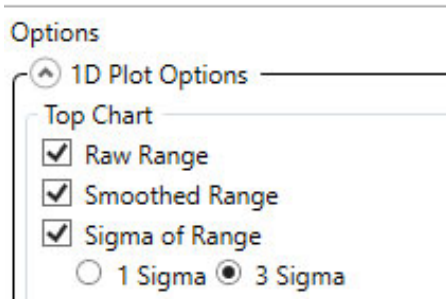 Options
1D Plot Options
Top Chart
Raw Range
Smoothed Range
Sigma of Range
1 Sigma 3 Sigma